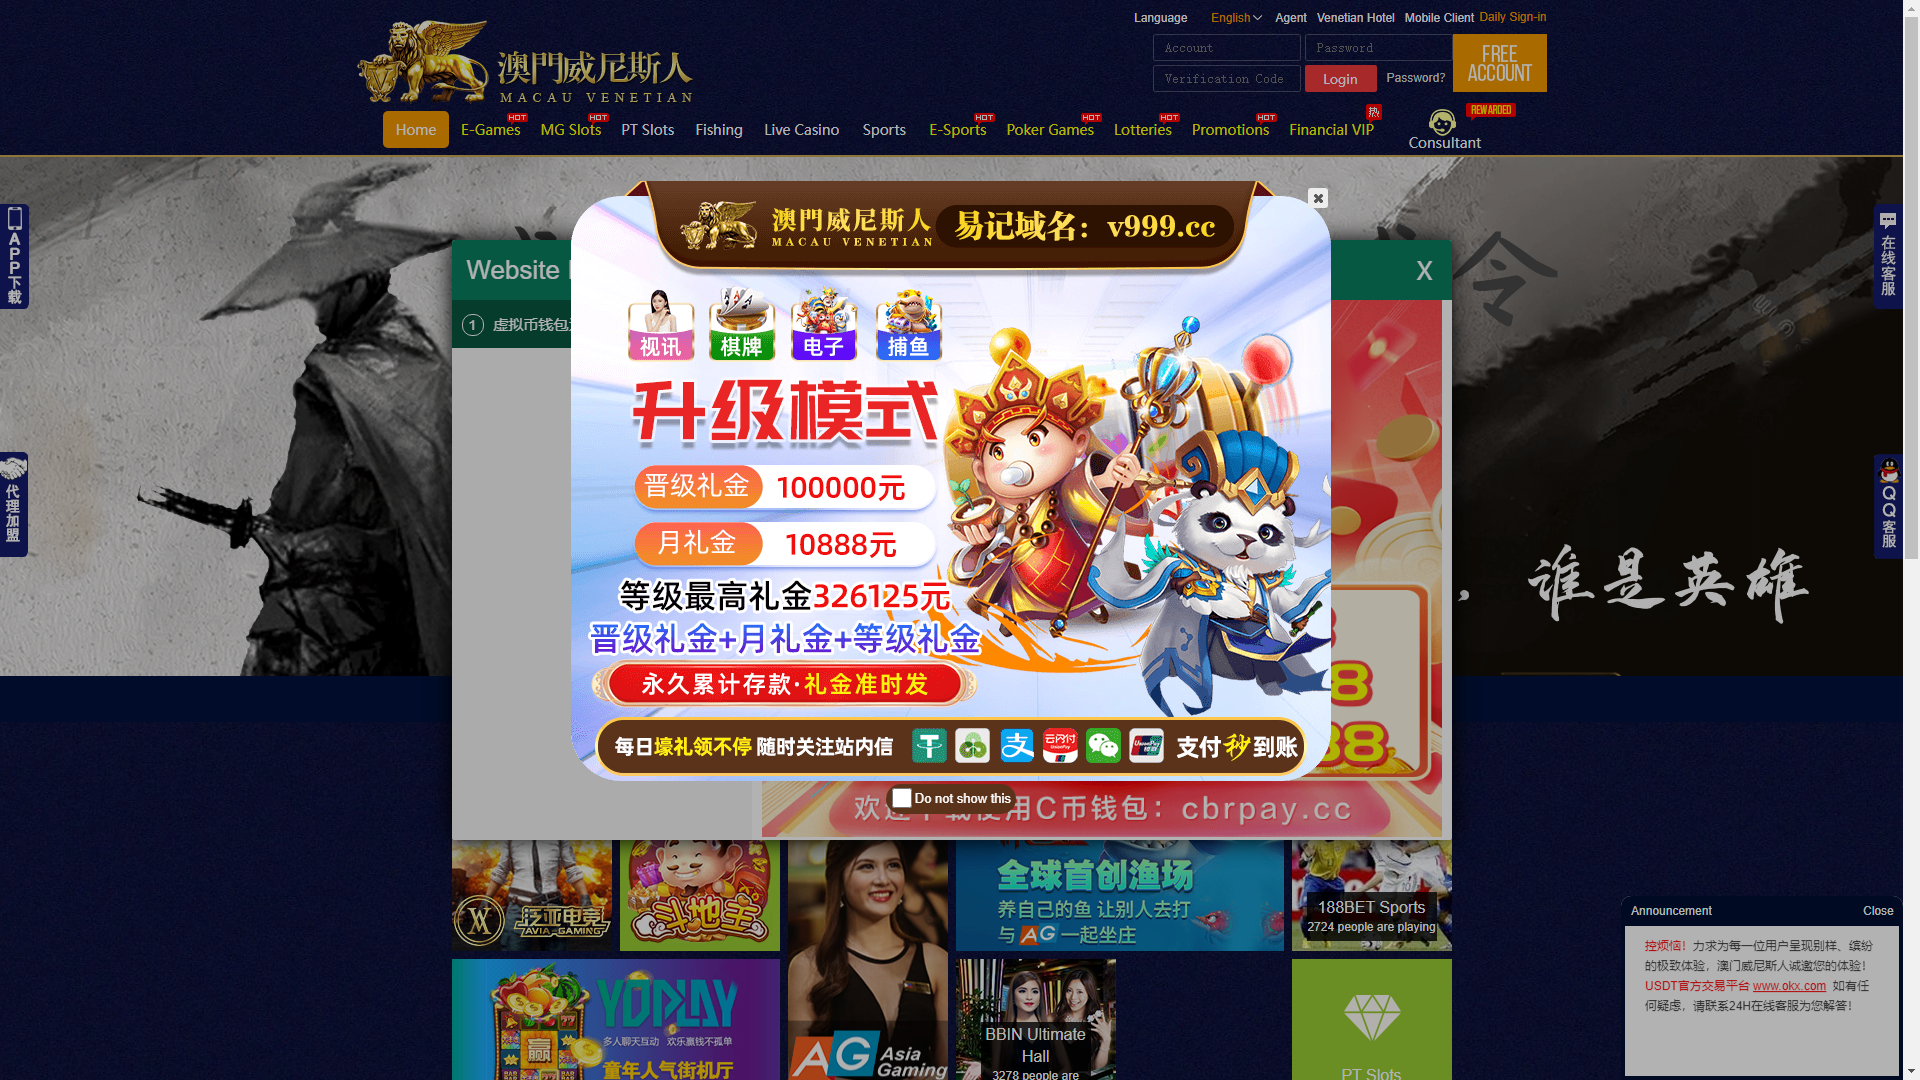 Language English Agent Venetian Hotel Mobile Client Daily Sign-in
澳門威尼斯人
MACAU VENETIAN
Account Password
FREE ACCOUNT
Verification Code Login Password?
Home E-Games HOT MG Slots HOT PT Slots Fishing Live Casino Sports E-Sports HOT Poker Games HOT Lotteries HOT Promotions HOT Financial VIP 热 Consultant REWARDED
APP下载
代理加盟
在线客服
QQ客服
令
，谁是英雄
Website
X
1 虚拟币钱包
澳門威尼斯人
MACAU VENETIAN
易记域名：v999.cc
视讯 棋牌 电子 捕鱼
升级模式
晋级礼金 100000元
月礼金 10888元
等级最高礼金326125元
晋级礼金+月礼金+等级礼金
永久累计存款·礼金准时发
每日壕礼领不停 随时关注站内信 云闪付 UnionPay UnionPay 银联 支付秒到账
Do not show this
用C币钱包：cbrpay.cc
泛亚电竞
AVIA GAMING
斗地主
AG Asia Gaming
全球首创渔场
养自己的鱼 让别人去打
与AG一起坐庄
188BET Sports
2724 people are playing
YOPLAY
多人聊天互动 欢乐赢钱不孤单
赢
童年人气街机厅
BBIN Ultimate
Hall
3278 people are
PT Slots
Announcement Close
控烦恼！力求为每一位用户呈现别样、缤纷
的极致体验，澳门威尼斯人诚邀您的体验！
USDT官方交易平台 www.okx.com 如有任
何疑虑，请联系24H在线客服为您解答！